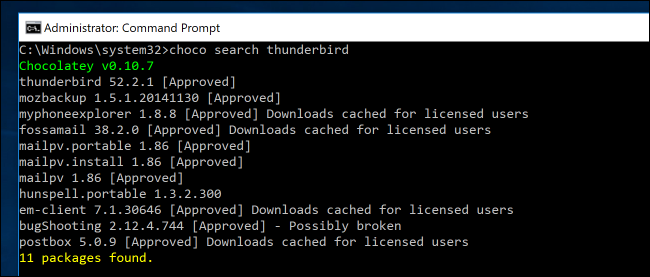 Administrator: Command Prompt
C:\Windows\system32>choco search thunderbird
Chocolatey v0.10.7
thunderbird 52.2.1 [Approved]
mozbackup 1.5.1.20141130 [Approved]
myphoneexplorer 1.8.8 [Approved] Downloads cached for licensed users
fossamail 38.2.0 [Approved] Downloads cached for licensed users
mailpv.portable 1.86 [Approved]
mailpv.install 1.86 [Approved]
mailpv 1.86 [Approved]
hunspell.portable 1.3.2.300
em-client 7.1.30646 [Approved] Downloads cached for licensed users
bugShooting 2.12.4.744 [Approved] - Possibly broken
postbox 5.0.9 [Approved] Downloads cached for licensed users
11 packages found.